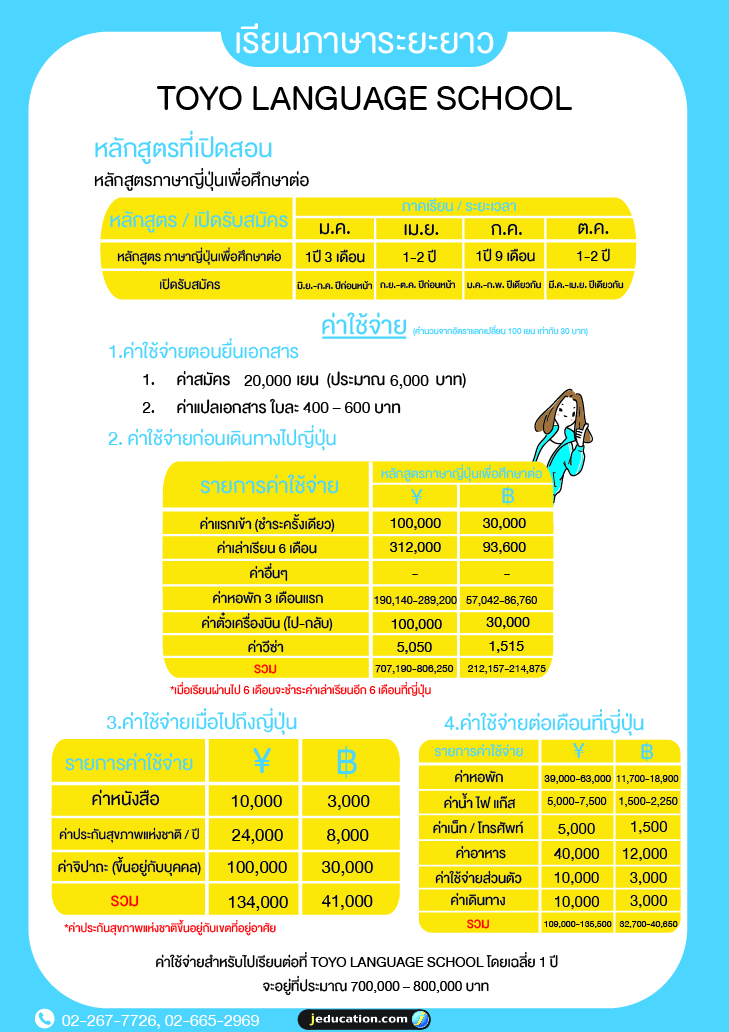 เรียนภาษาระยะยาว
TOYO LANGUAGE SCHOOL
หลักสูตรที่เปิดสอน
หลักสูตรภาษาญี่ปุ่นเพื่อศึกษาต่อ
หลักสูตร / เปิดรับสมัคร ภาคเรียน / ระยะเวลา
ม.ค. เม.ย. ก.ค. ต.ค.
หลักสูตร ภาษาญี่ปุ่นเพื่อศึกษาต่อ 1ปี 3 เดือน 1-2 ปี 1ปี 9 เดือน 1-2 ปี
เปิดรับสมัคร มิ.ย.-ก.ค. ปีก่อนหน้า ก.ย.-ต.ค. ปีก่อนหน้า ม.ค.-ก.พ. ปีเดียวกัน มี.ค.-เม.ย. ปีเดียวกัน
ค่าใช้จ่าย (คำนวนจากอัตราแลกเปลี่ยน 100 เยน เท่ากับ 30 บาท)
1.ค่าใช้จ่ายตอนยื่นเอกสาร
1. ค่าสมัคร 20,000 เยน (ประมาณ 6,000 บาท)
2. ค่าแปลเอกสาร ใบละ 400 – 600 บาท
2. ค่าใช้จ่ายก่อนเดินทางไปญี่ปุ่น
รายการค่าใช้จ่าย หลักสูตรภาษาญี่ปุ่นเพื่อศึกษาต่อ
¥ ฿
ค่าแรกเข้า (ชำระครั้งเดียว) 100,000 30,000
ค่าเล่าเรียน 6 เดือน 312,000 93,600
ค่าอื่นๆ - -
ค่าหอพัก 3 เดือนแรก 190,140-289,200 57,042-86,760
ค่าตั๋วเครื่องบิน (ไป-กลับ) 100,000 30,000
ค่าวีซ่า 5,050 1,515
รวม 707,190-806,250 212,157-214,875
*เมื่อเรียนผ่านไป 6 เดือนจะชำระค่าเล่าเรียนอีก 6 เดือนที่ญี่ปุ่น
3.ค่าใช้จ่ายเมื่อไปถึงญี่ปุ่น
รายการค่าใช้จ่าย ¥ ฿
ค่าหนังสือ 10,000 3,000
ค่าประกันสุขภาพแห่งชาติ / ปี 24,000 8,000
ค่าจิปาถะ (ขึ้นอยู่กับบุคคล) 100,000 30,000
รวม 134,000 41,000
*ค่าประกันสุขภาพแห่งชาติขึ้นอยู่กับเขตที่อยู่อาศัย
4.ค่าใช้จ่ายต่อเดือนที่ญี่ปุ่น
รายการค่าใช้จ่าย ¥ ฿
ค่าหอพัก 39,000-63,000 11,700-18,900
ค่าน้ำ ไฟ แก๊ส 5,000-7,500 1,500-2,250
ค่าเน็ท / โทรศัพท์ 5,000 1,500
ค่าอาหาร 40,000 12,000
ค่าใช้จ่ายส่วนตัว 10,000 3,000
ค่าเดินทาง 10,000 3,000
รวม 109,000-135,500 32,700-40,650
ค่าใช้จ่ายสำหรับไปเรียนต่อที่ TOYO LANGUAGE SCHOOL โดยเฉลี่ย 1 ปี
จะอยู่ที่ประมาณ 700,000 – 800,000 บาท
02-267-7726, 02-665-2969
jeducation.com